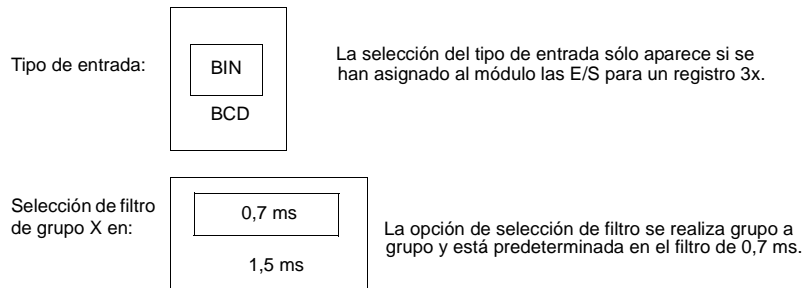 Tipo de entrada:
BIN
BCD
La selección del tipo de entrada sólo aparece si se
han asignado al módulo las E/S para un registro 3x.
Selección de filtro
de grupo X en:
0,7 ms
1,5 ms
La opción de selección de filtro se realiza grupo a
grupo y está predeterminada en el filtro de 0,7 ms.